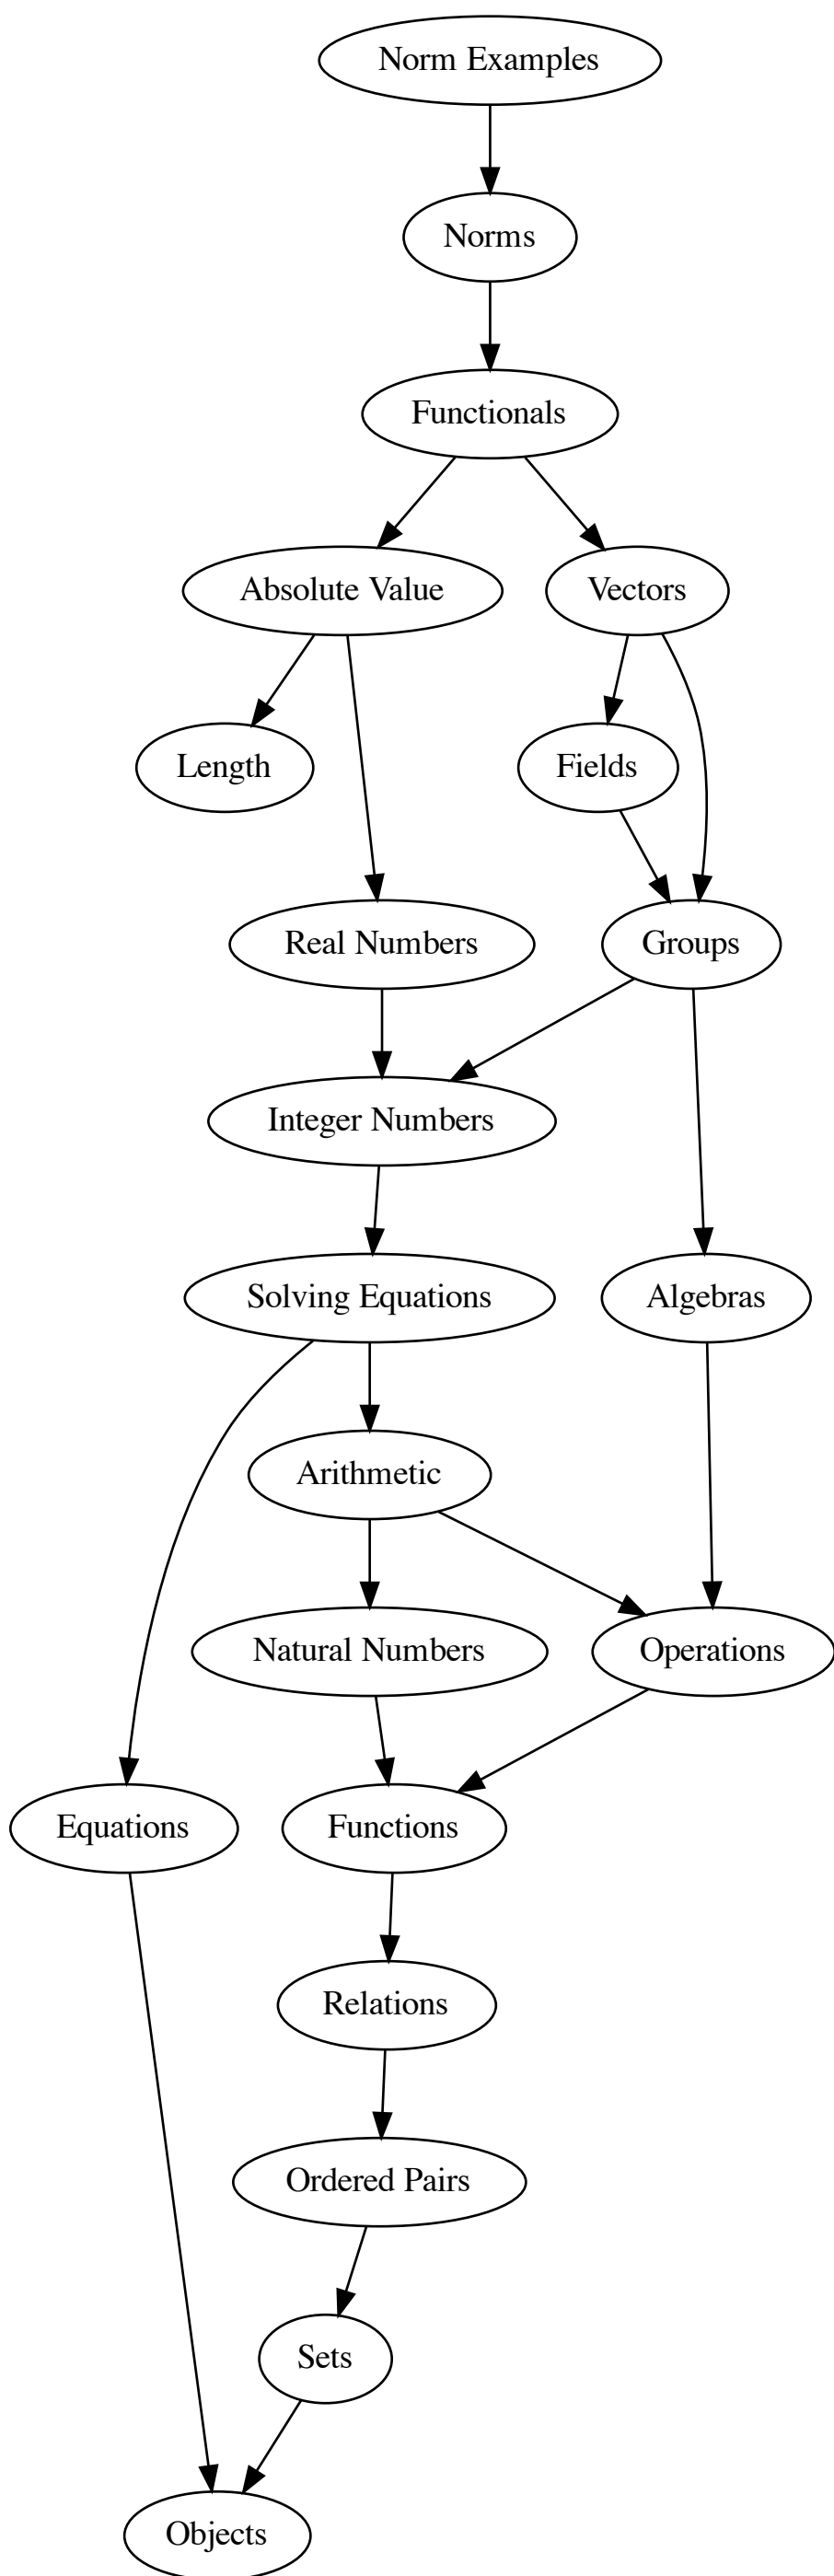 Norm Examples
Norms
Functionals
Absolute Value
Vectors
Length
Fields
Real Numbers
Groups
Integer Numbers
Solving Equations
Algebras
Arithmetic
Natural Numbers
Operations
Equations
Functions
Relations
Ordered Pairs
Sets
Objects